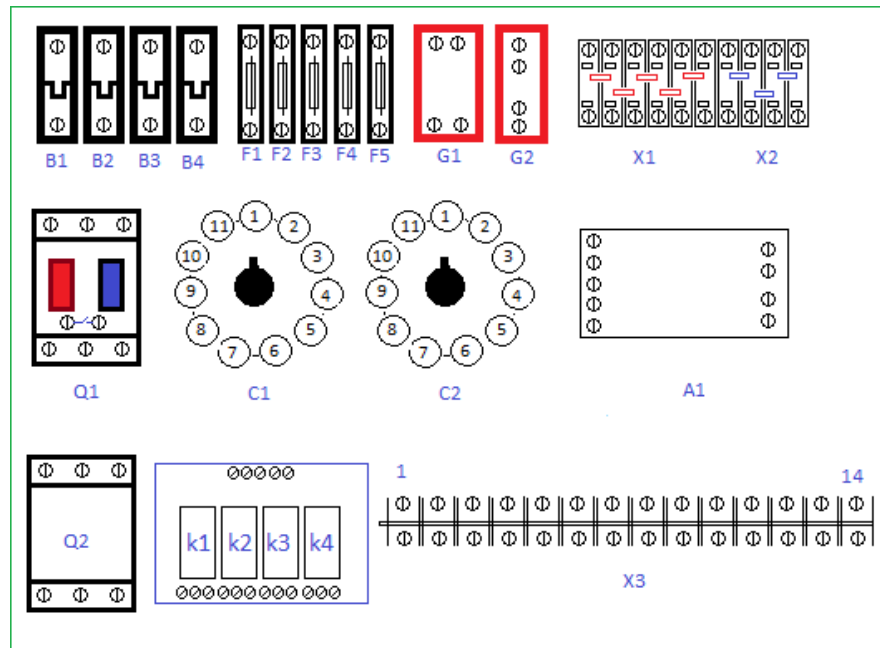 B1 B2 B3 B4 F1 F2 F3 F4 F5 G1 G2 X1 X2
11 1 2 11 1 2
10 3 10 3
9 4 9 4
8 5 8 5
7 6 7 6
Q1 C1 C2 A1
1 14
Q2 k1 k2 k3 k4
X3